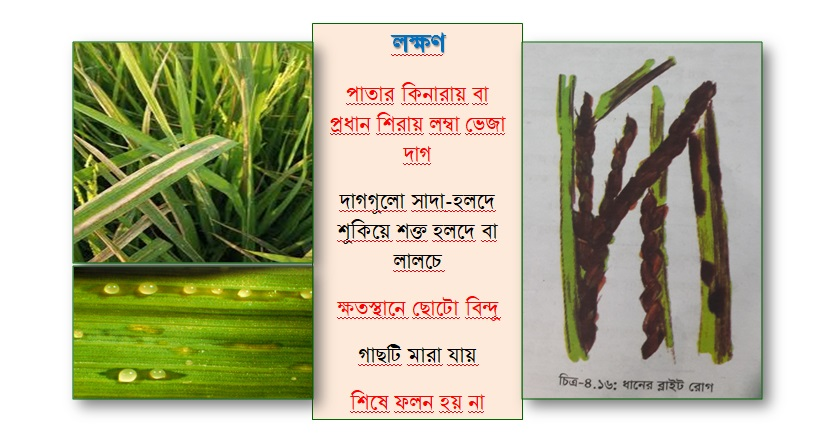 লক্ষণ
পাতার কিনারায় বা
প্রধান শিরায় লম্বা ভেজা
দাগ
দাগগুলো সাদা-হলদে
শূকিয়ে শক্ত হলদে বা
লালচে
ক্ষতস্থানে ছোটো বিন্দু
গাছটি মারা যায়
শিষে ফলন হয় না
চিত্র-৪.১৬: ধানের ব্লাইট রোগ